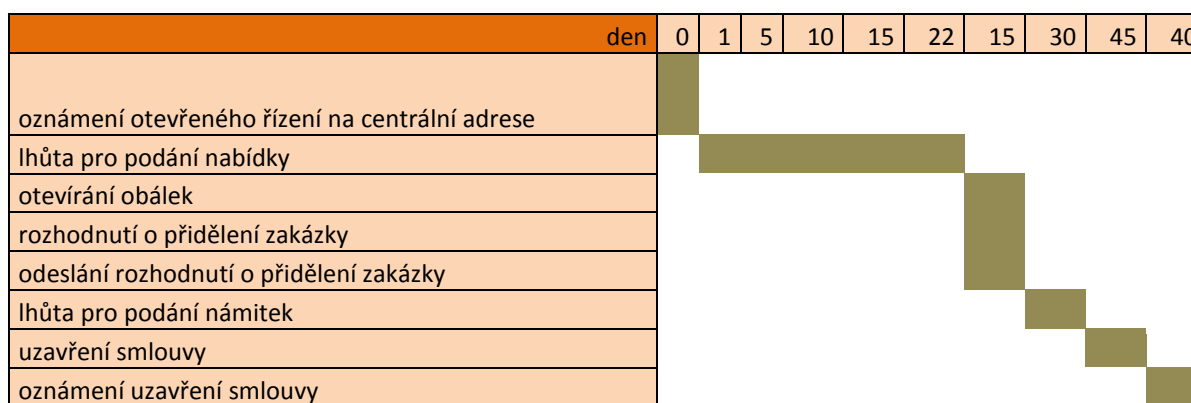 den 0 1 5 10 15 22 15 30 45 40
oznámení otevřeného řízení na centrální adrese
lhůta pro podání nabídky
otevírání obálek
rozhodnutí o přidělení zakázky
odeslání rozhodnutí o přidělení zakázky
lhůta pro podání námitek
uzavření smlouvy
oznámení uzavření smlouvy